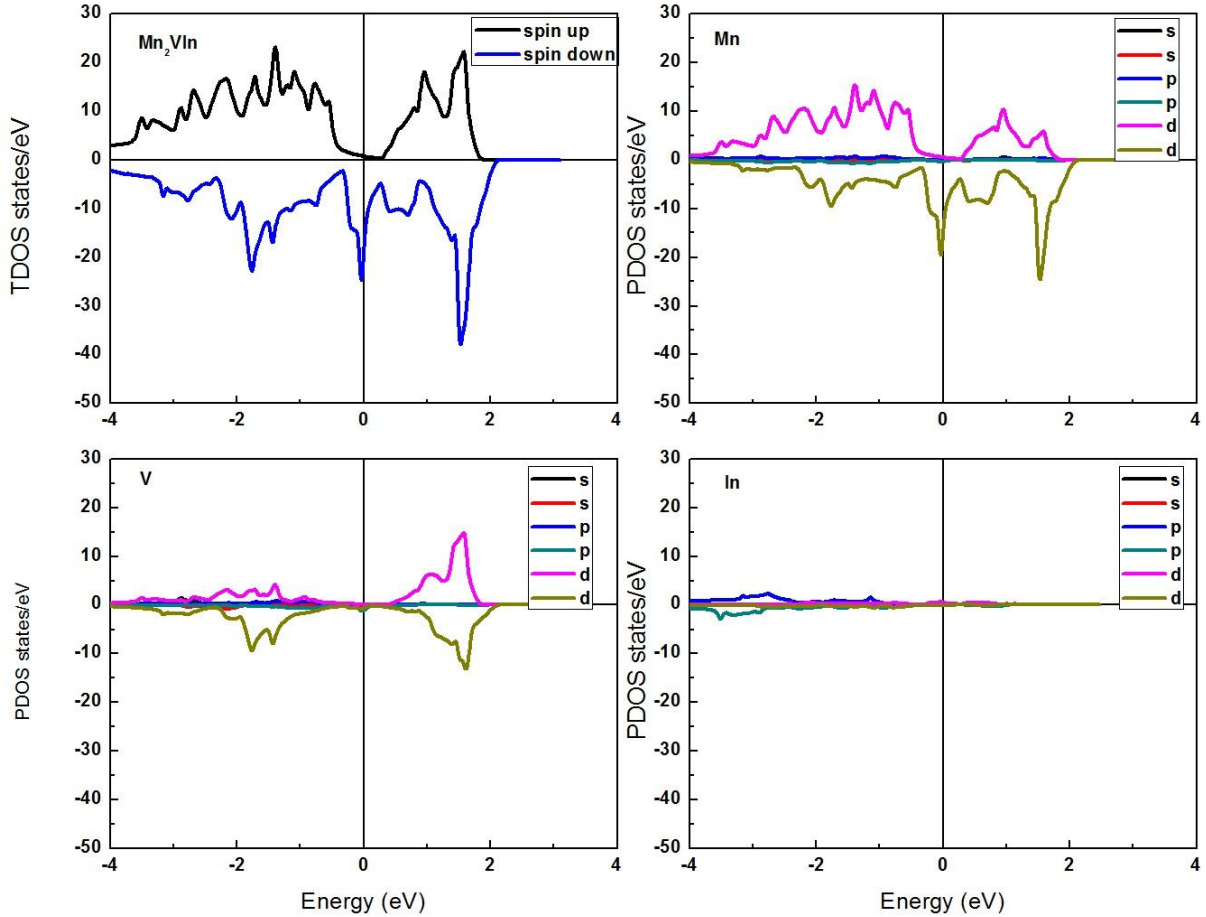 30
20
10
0
-10
-20
-30
-40
-50
TDOS states/eV
Mn2VIn
spin up
spin down
-4
-2
0
2
4
30
20
10
0
-10
-20
-30
-40
-50
PDOS states/eV
Mn
s
s
p
p
d
d
-4
-2
0
2
4
30
20
10
0
-10
-20
-30
-40
-50
PDOS states/eV
V
s
s
p
p
d
d
-4
-2
0
2
4
Energy (eV)
30
20
10
0
-10
-20
-30
-40
-50
PDOS states/eV
In
s
s
p
p
d
d
-4
-2
0
2
4
Energy (eV)